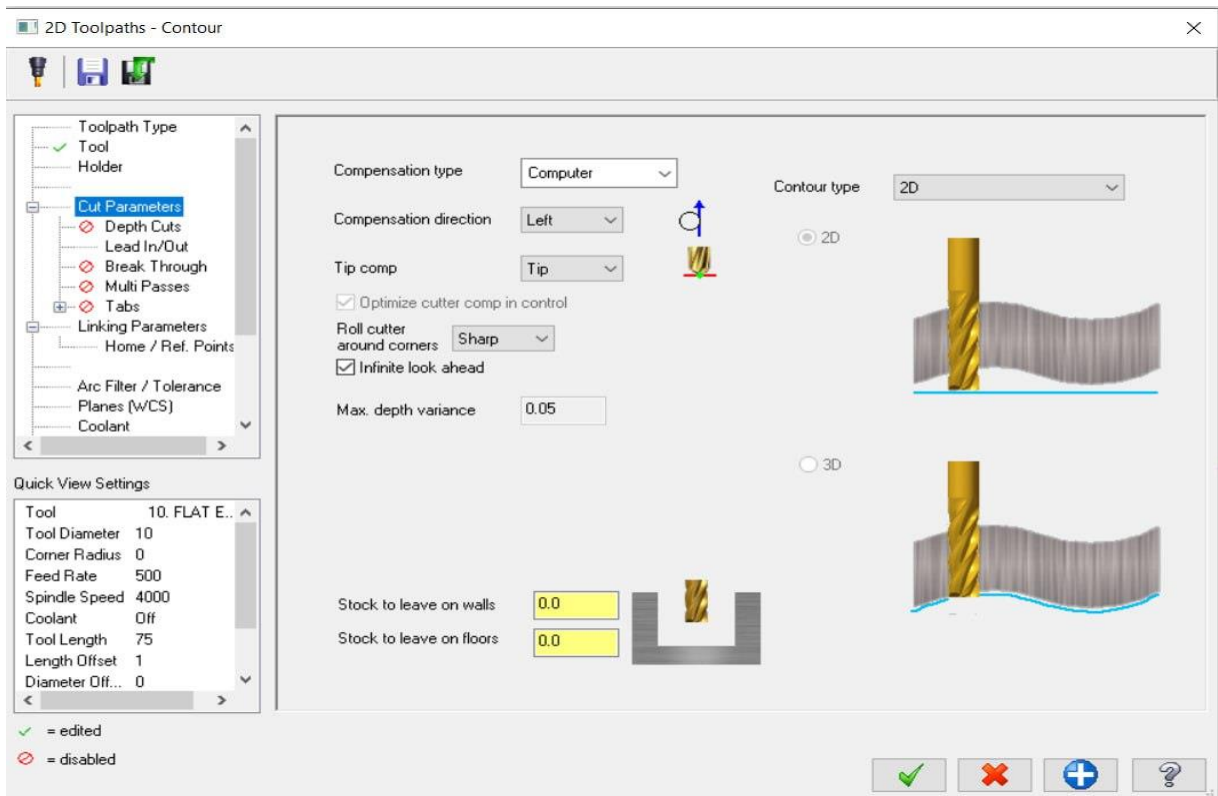 2D Toolpaths - Contour
Toolpath Type
Tool
Holder
Cut Parameters
Depth Cuts
Lead In/Out
Break Through
Multi Passes
Tabs
Linking Parameters
Home / Ref. Points
Arc Filter / Tolerance
Planes (WCS)
Coolant
Quick View Settings
Tool 10. FLAT E..
Tool Diameter 10
Corner Radius 0
Feed Rate 500
Spindle Speed 4000
Coolant Off
Tool Length 75
Length Offset 1
Diameter Off... 0
= edited
= disabled
Compensation type Computer
Compensation direction Left
Tip comp Tip
Optimize cutter comp in control
Roll cutter
around corners Sharp
Infinite look ahead
Max. depth variance 0.05
Stock to leave on walls 0.0
Stock to leave on floors 0.0
Contour type 2D
2D
3D